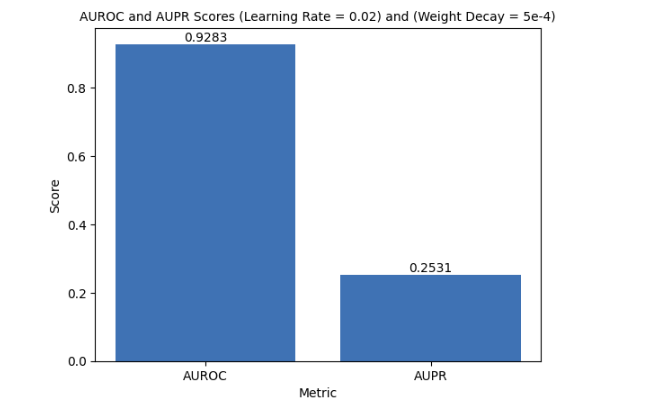 AUROC and AUPR Scores (Learning Rate = 0.02) and (Weight Decay = 5e-4)
0.9283
0.8
0.6
Score
0.4
0.2531
0.2
0.0
AUROC AUPR
Metric